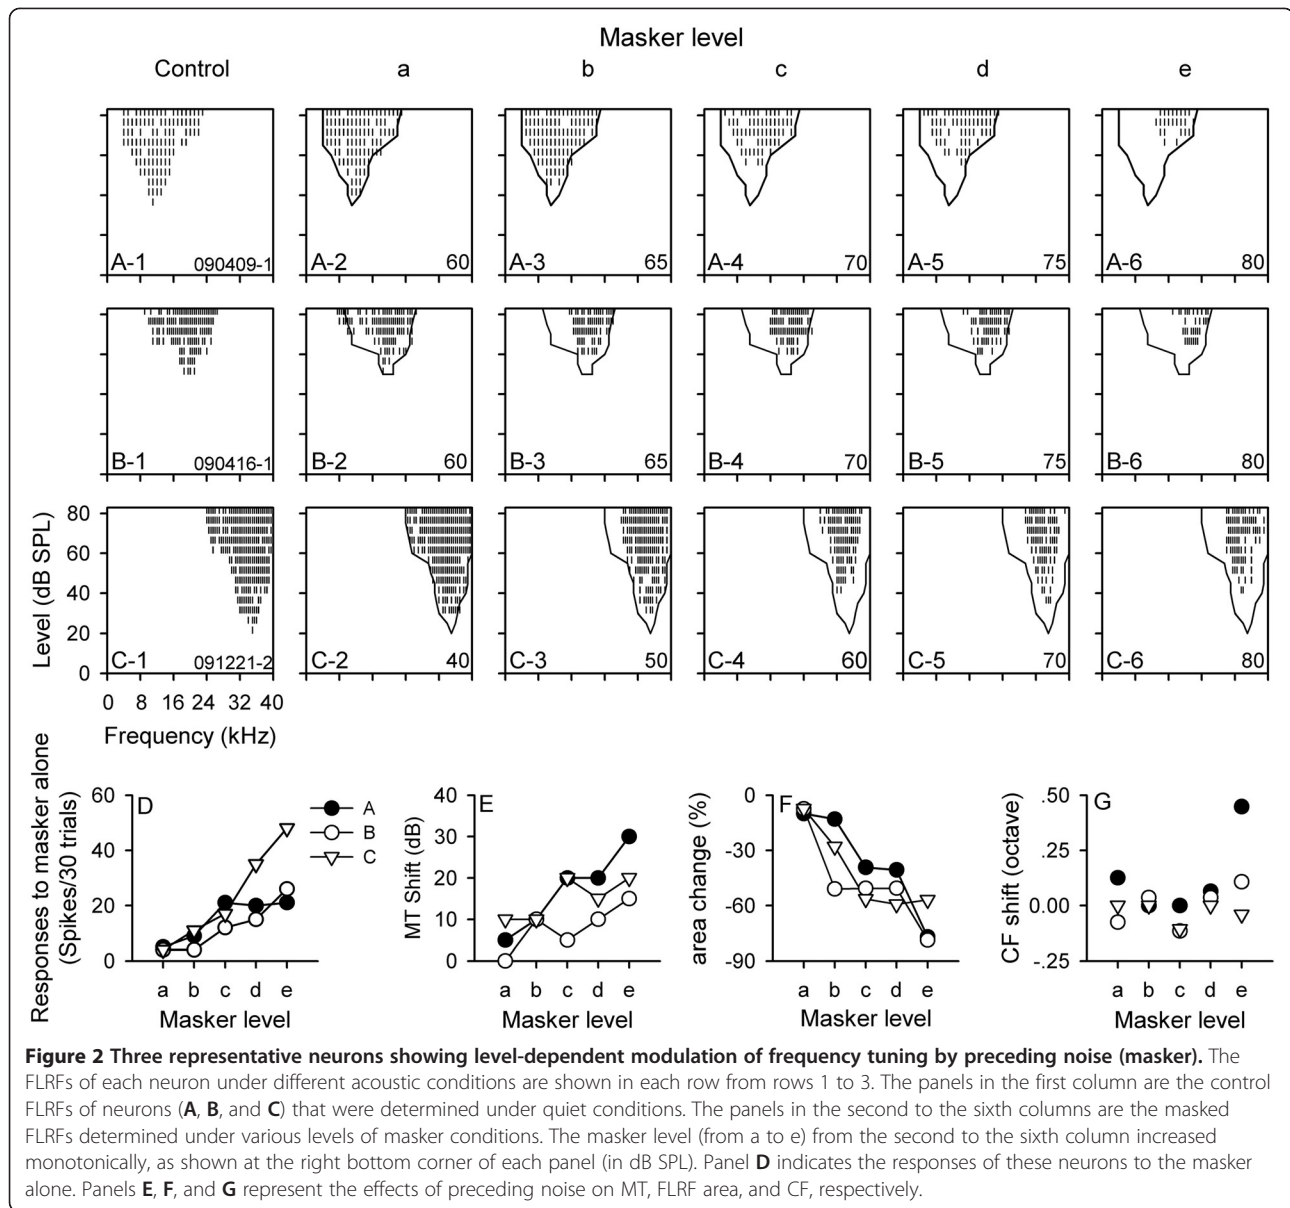 Masker level
Control a b c d e
A-1 090409-1 A-2 60 A-3 65 A-4 70 A-5 75 A-6 80
B-1 090416-1 B-2 60 B-3 65 B-4 70 B-5 75 B-6 80
Level (dB SPL)
80
60
40
20
0
C-1 091221-2 C-2 40 C-3 50 C-4 60 C-5 70 C-6 80
0 8 16 24 32 40
Frequency (kHz)
Responses to masker alone
(Spikes/30 trials)
60
40
20
0
D
A
B
C
a b c d e
Masker level
MT Shift (dB)
40
30
20
10
0
E
a b c d e
Masker level
area change (%)
0
-30
-60
-90
F
a b c d e
Masker level
CF shift (octave)
.50
.25
0.00
-.25
G
a b c d e
Masker level
Figure 2 Three representative neurons showing level-dependent modulation of frequency tuning by preceding noise (masker). The
FLRFs of each neuron under different acoustic conditions are shown in each row from rows 1 to 3. The panels in the first column are the control
FLRFs of neurons (A, B, and C) that were determined under quiet conditions. The panels in the second to the sixth columns are the masked
FLRFs determined under various levels of masker conditions. The masker level (from a to e) from the second to the sixth column increased
monotonically, as shown at the right bottom corner of each panel (in dB SPL). Panel D indicates the responses of these neurons to the masker
alone. Panels E, F, and G represent the effects of preceding noise on MT, FLRF area, and CF, respectively.